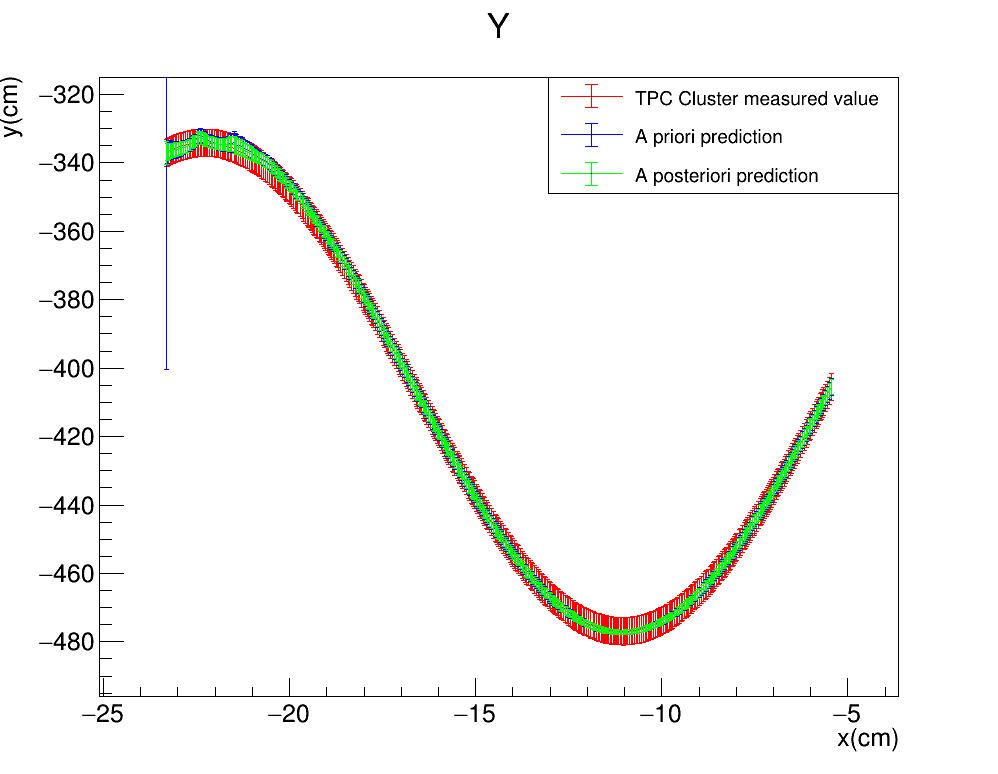 Y
y(cm)
TPC Cluster measured value
A priori prediction
A posteriori prediction
−320
−340
−360
−380
−400
−420
−440
−460
−480
−25
−20
−15
−10
−5
x(cm)